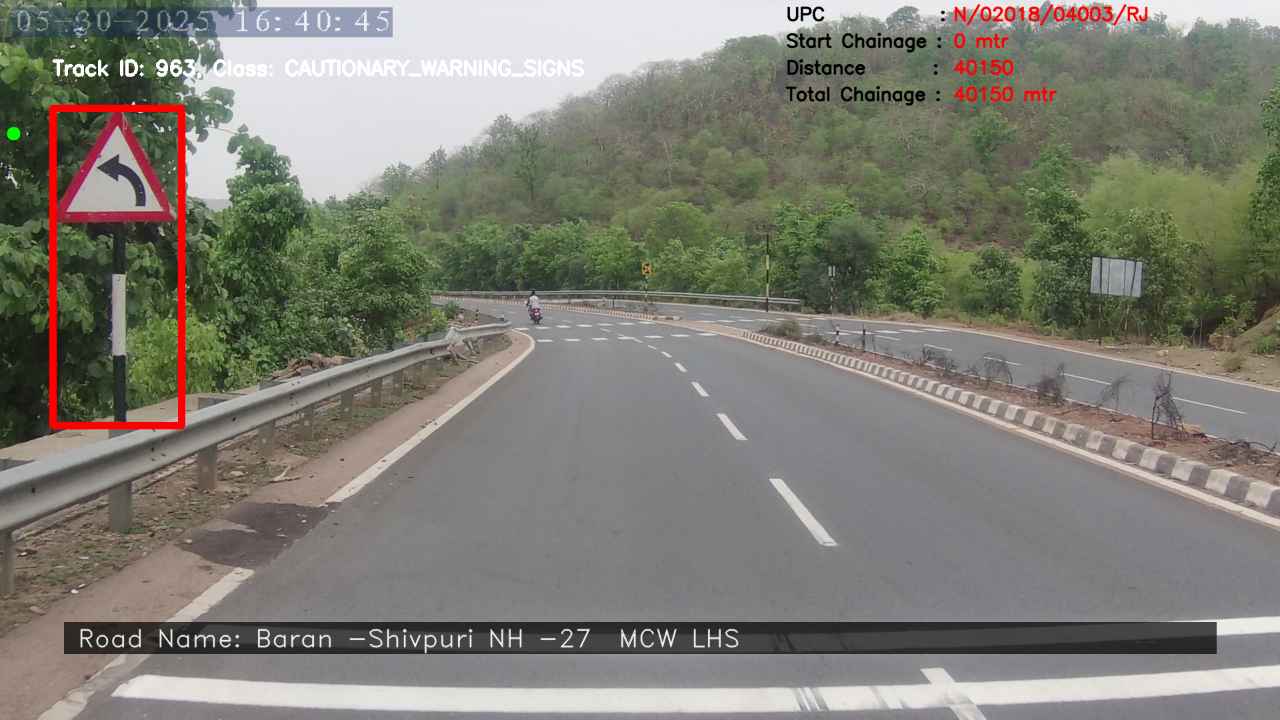 05-30-2025 16:40:45
Track ID: 963, Class: CAUTIONARY_WARNING_SIGNS
UPC : N/02018/04003/RJ
Start Chainage : 0 mtr
Distance : 40150
Total Chainage : 40150 mtr
Road Name: Baran -Shivpuri NH -27 MCW LHS